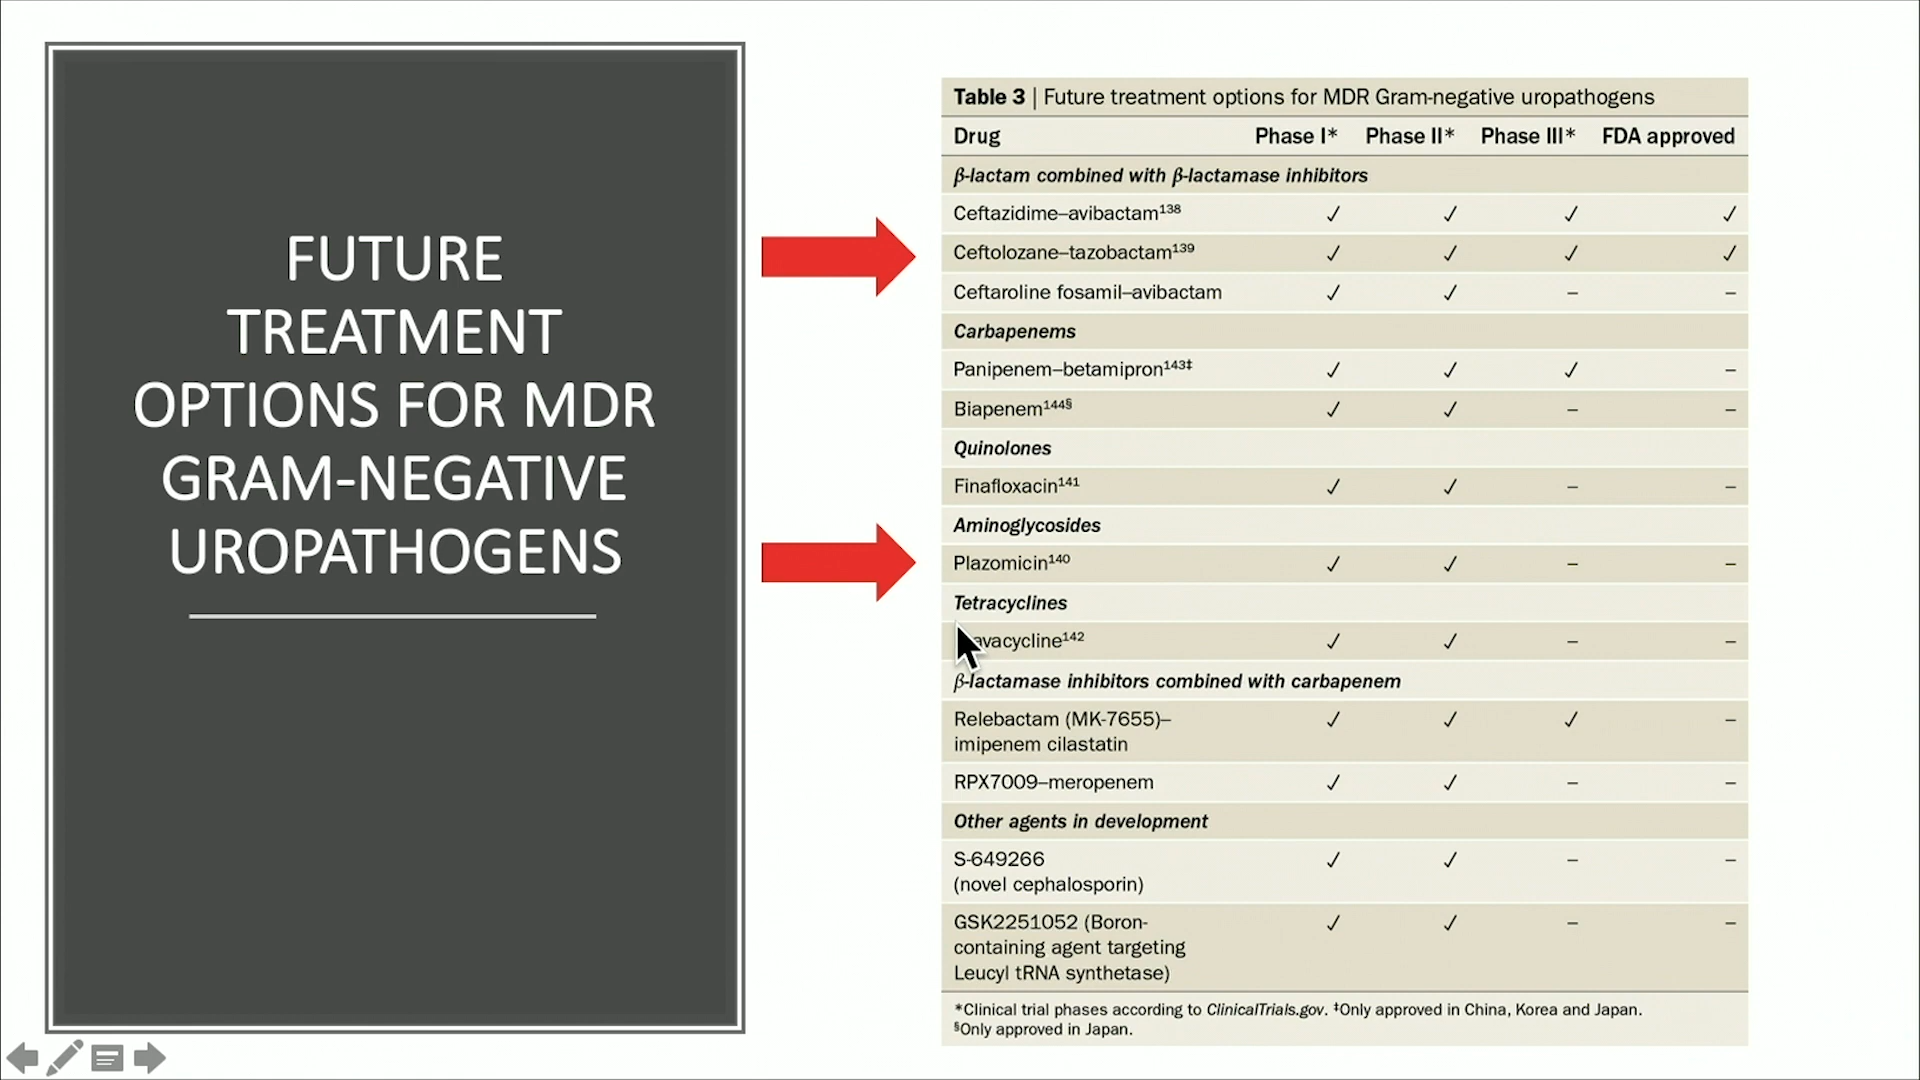 FUTURE
TREATMENT
OPTIONS FOR MDR
GRAM-NEGATIVE
UROPATHOGENS
Table 3 | Future treatment options for MDR Gram-negative uropathogens
Drug Phase I* Phase II* Phase III* FDA approved
β-lactam combined with β-lactamase inhibitors
Ceftazidime–avibactam¹³⁸ ✓ ✓ ✓ ✓
Ceftolozane–tazobactam¹³⁹ ✓ ✓ ✓ ✓
Ceftaroline fosamil–avibactam ✓ ✓ – –
Carbapenems
Panipenem–betamipron¹⁴³‡ ✓ ✓ ✓ –
Biapenem¹⁴⁴§ ✓ ✓ – –
Quinolones
Finafloxacin¹⁴¹ ✓ ✓ – –
Aminoglycosides
Plazomicin¹⁴⁰ ✓ ✓ – –
Tetracyclines
✓ ✓ – –
β-lactamase inhibitors combined with carbapenem
Relebactam (MK-7655)– ✓ ✓ ✓ –
imipenem cilastatin
RPX7009–meropenem ✓ ✓ – –
Other agents in development
S-649266 ✓ ✓ – –
(novel cephalosporin)
GSK2251052 (Boron- ✓ ✓ – –
containing agent targeting
Leucyl tRNA synthetase)
*Clinical trial phases according to ClinicalTrials.gov. ‡Only approved in China, Korea and Japan.
§Only approved in Japan.